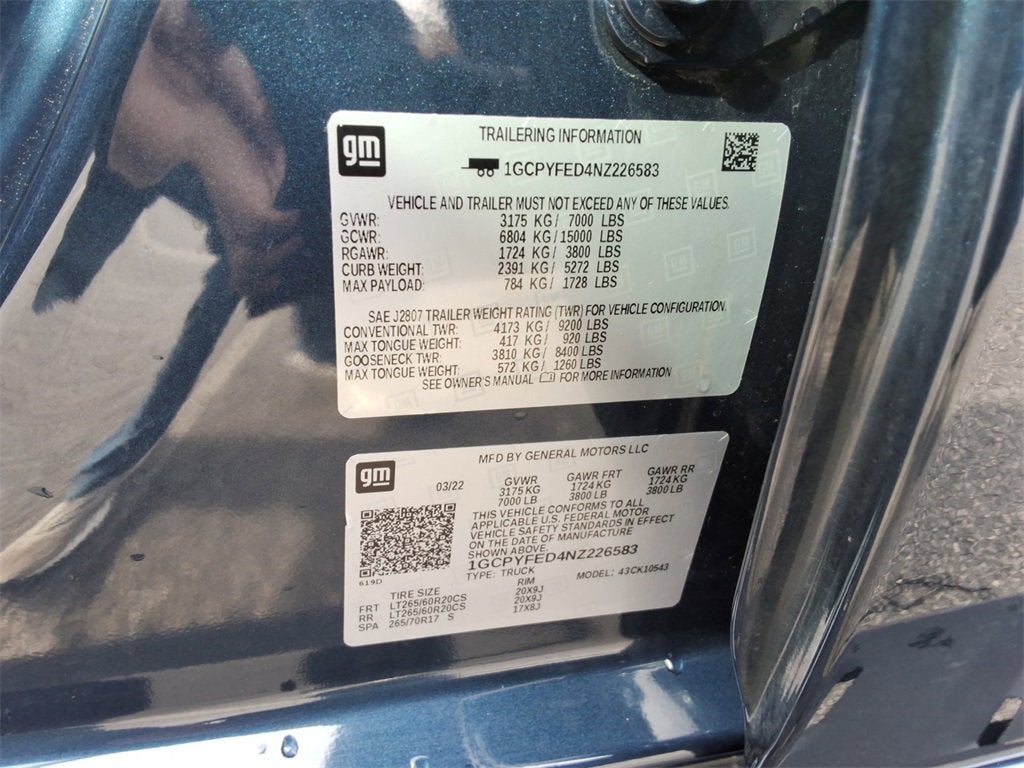 gm
TRAILERING INFORMATION
1GCPYFED4NZ226583
VEHICLE AND TRAILER MUST NOT EXCEED ANY OF THESE VALUES.
GVWR: 3175 KG/ 7000 LBS
GCWR: 6804 KG/ 15000 LBS
RGAWR: 1724 KG/ 3800 LBS
CURB WEIGHT: 2391 KG/ 5272 LBS
MAX PAYLOAD: 784 KG/ 1728 LBS
SAE J2807 TRAILER WEIGHT RATING (TWR) FOR VEHICLE CONFIGURATION.
CONVENTIONAL TWR: 4173 KG/ 9200 LBS
MAX TONGUE WEIGHT: 417 KG/ 920 LBS
GOOSENECK TWR: 3810 KG/ 8400 LBS
MAX TONGUE WEIGHT: 572 KG/ 1260 LBS
SEE OWNER'S MANUAL FOR MORE INFORMATION
gm
MFD BY GENERAL MOTORS LLC
03/22 GVWR GAWR FRT GAWR RR
3175 KG 1724 KG 1724 KG
7000 LB 3800 LB 3800 LB
THIS VEHICLE CONFORMS TO ALL
APPLICABLE U.S. FEDERAL MOTOR
VEHICLE SAFETY STANDARDS IN EFFECT
ON THE DATE OF MANUFACTURE
SHOWN ABOVE.
1GCPYFED4NZ226583
619D
TYPE: TRUCK MODEL: 43CK10543
TIRE SIZE RIM
FRT LT265/60R20CS 20X9J
RR LT265/60R20CS 20X9J
SPA 265/70R17 S 17X8J